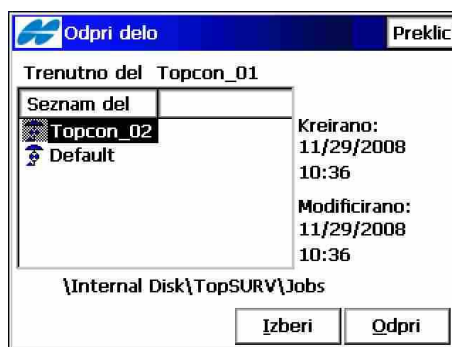 Odpri delo Preklic
Trenutno del Topcon_01
Seznam del
Topcon_02
Default
Kreirano:
11/29/2008
10:36
Modificirano:
11/29/2008
10:36
\Internal Disk\TopSURV\Jobs
Izberi Odpri